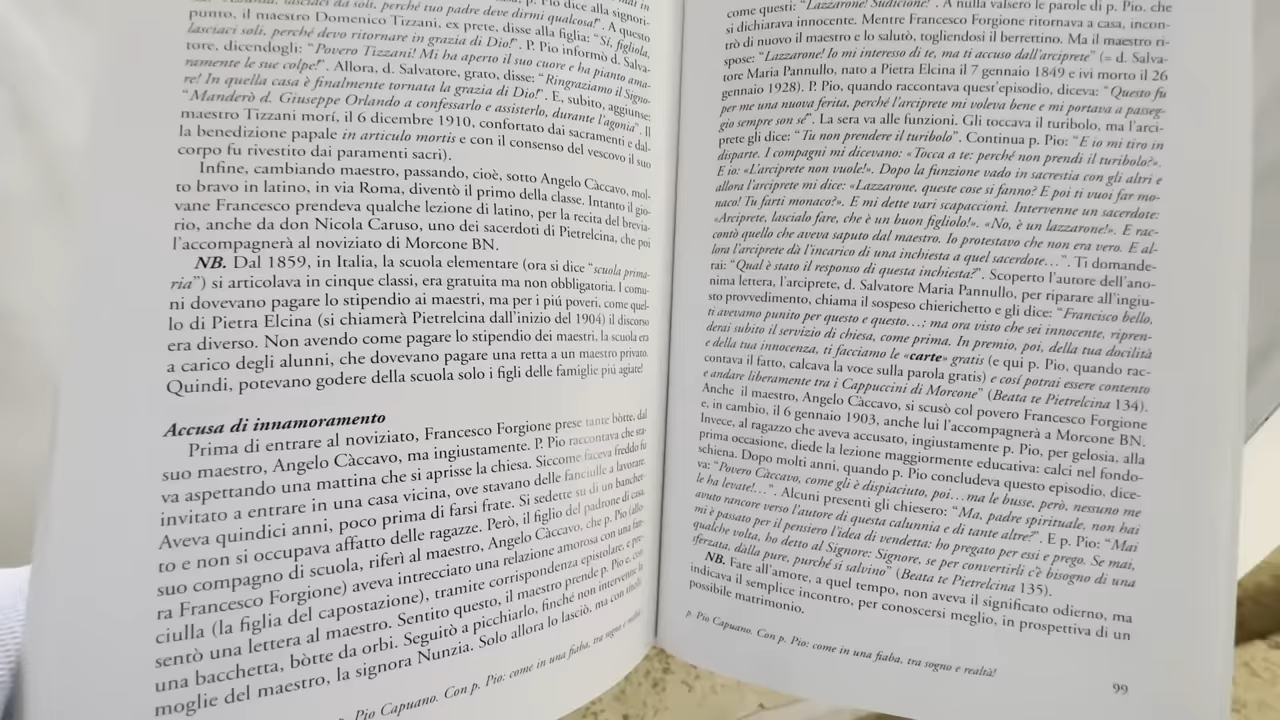 lasciaci da soli, perché tuo padre deve dirmi qualcosa!". A questo
punto, il maestro Domenico Tizzani, ex prete, disse alla figlia: "Sí, figliola,
lasciaci soli, perché devo ritornare in grazia di Dio!". P. Pio informò d. Salva-
tore, dicendogli: "Povero Tizzani! Mi ha aperto il suo cuore e ha pianto ama-
ramente le sue colpe!". Allora, d. Salvatore, grato, disse: "Ringraziamo il Signo-
re! In quella casa è finalmente tornata la grazia di Dio!". E, subito, aggiunse:
"Manderò d. Giuseppe Orlando a confessarlo e assisterlo, durante l'agonia". Il
maestro Tizzani morí, il 6 dicembre 1910, confortato dai sacramenti e dal-
la benedizione papale in articulo mortis e con il consenso del vescovo il suo
corpo fu rivestito dai paramenti sacri).
Infine, cambiando maestro, passando, cioè, sotto Angelo Càccavo, mol-
to bravo in latino, in via Roma, diventò il primo della classe. Intanto il gio-
vane Francesco prendeva qualche lezione di latino, per la recita del brevia-
rio, anche da don Nicola Caruso, uno dei sacerdoti di Pietrelcina, che poi
l'accompagnerà al noviziato di Morcone BN.
NB. Dal 1859, in Italia, la scuola elementare (ora si dice "scuola prima-
ria") si articolava in cinque classi, era gratuita ma non obbligatoria. I comu-
ni dovevano pagare lo stipendio ai maestri, ma per i piú poveri, come quel-
lo di Pietra Elcina (si chiamerà Pietrelcina dall'inizio del 1904) il discorso
era diverso. Non avendo come pagare lo stipendio dei maestri, la scuola era
a carico degli alunni, che dovevano pagare una retta a un maestro privato.
Quindi, potevano godere della scuola solo i figli delle famiglie piú agiate!
Accusa di innamoramento
Prima di entrare al noviziato, Francesco Forgione prese tante bòtte, dal
suo maestro, Angelo Càccavo, ma ingiustamente. P. Pio raccontava che sta-
va aspettando una mattina che si aprisse la chiesa. Siccome faceva freddo fu
invitato a entrare in una casa vicina, ove stavano delle fanciulle a lavorare.
Aveva quindici anni, poco prima di farsi frate. Si sedette su di un banchet-
to e non si occupava affatto delle ragazze. Però, il figlio del padrone di casa,
suo compagno di scuola, riferì al maestro, Angelo Càccavo, che p. Pio (allo-
ra Francesco Forgione) aveva intrecciato una relazione amorosa con una fan-
ciulla (la figlia del capostazione), tramite corrispondenza epistolare, e pre-
sentò una lettera al maestro. Sentito questo, il maestro prende p. Pio e, con
una bacchetta, bòtte da orbi. Seguitò a picchiarlo, finché non intervenne la
moglie del maestro, la signora Nunzia. Solo allora lo lasciò, ma con
p. Pio Capuano. Con p. Pio: come in una fiaba, tra sogno e realtà!
come questi: "Lazzarone! Sudicione!". A nulla valsero le parole di p. Pio, che
si dichiarava innocente. Mentre Francesco Forgione ritornava a casa, incon-
trò di nuovo il maestro e lo salutò, togliendosi il berrettino. Ma il maestro ri-
spose: "Lazzarone! Io mi interesso di te, ma ti accuso dall'arciprete" (= d. Salva-
tore Maria Pannullo, nato a Pietra Elcina il 7 gennaio 1849 e ivi morto il 26
gennaio 1928). P. Pio, quando raccontava quest'episodio, diceva: "Questo fu
per me una nuova ferita, perché l'arciprete mi voleva bene e mi portava a passeg-
gio sempre son sé". La sera va alle funzioni. Gli toccava il turibolo, ma l'arci-
prete gli dice: "Tu non prendere il turibolo". Continua p. Pio: "E io mi tiro in
disparte. I compagni mi dicevano: «Tocca a te: perché non prendi il turibolo?».
E io: «L'arciprete non vuole!». Dopo la funzione vado in sacrestia con gli altri e
allora l'arciprete mi dice: «Lazzarone, queste cose si fanno? E poi ti vuoi far mo-
naco! Tu farti monaco?». E mi dette vari scapaccioni. Intervenne un sacerdote:
«Arciprete, lascialo fare, che è un buon figliolo!». «No, è un lazzarone!». E rac-
contò quello che aveva saputo dal maestro. Io protestavo che non era vero. E al-
lora l'arciprete dà l'incarico di una inchiesta a quel sacerdote…". Ti domande-
rai: "Qual è stato il responso di questa inchiesta?". Scoperto l'autore dell'ano-
nima lettera, l'arciprete, d. Salvatore Maria Pannullo, per riparare all'ingiu-
sto provvedimento, chiama il sospeso chierichetto e gli dice: "Francisco bello,
ti avevamo punito per questo e questo…; ma ora visto che sei innocente, ripren-
derai subito il servizio di chiesa, come prima. In premio, poi, della tua docilità
e della tua innocenza, ti facciamo le «carte» gratis (e qui p. Pio, quando rac-
contava il fatto, calcava la voce sulla parola gratis) e cosí potrai essere contento
e andare liberamente tra i Cappuccini di Morcone" (Beata te Pietrelcina 134).
Anche il maestro, Angelo Càccavo, si scusò col povero Francesco Forgione
e, in cambio, il 6 gennaio 1903, anche lui l'accompagnerà a Morcone BN.
Invece, al ragazzo che aveva accusato, ingiustamente p. Pio, per gelosia, alla
prima occasione, diede la lezione maggiormente educativa: calci nel fondo-
schiena. Dopo molti anni, quando p. Pio concludeva questo episodio, dice-
va: "Povero Càccavo, come gli è dispiaciuto, poi…ma le busse, però, nessuno me
le ha levate!…". Alcuni presenti gli chiesero: "Ma, padre spirituale, non hai
avuto rancore verso l'autore di questa calunnia e di tante altre?". E p. Pio: "Mai
mi è passato per il pensiero l'idea di vendetta: ho pregato per essi e prego. Se mai,
qualche volta, ho detto al Signore: Signore, se per convertirli c'è bisogno di una
sferzata, dàlla pure, purché si salvino" (Beata te Pietrelcina 135).
NB. Fare all'amore, a quel tempo, non aveva il significato odierno, ma
indicava il semplice incontro, per conoscersi meglio, in prospettiva di un
possibile matrimonio.
p. Pio Capuano. Con p. Pio: come in una fiaba, tra sogno e realtà!
99